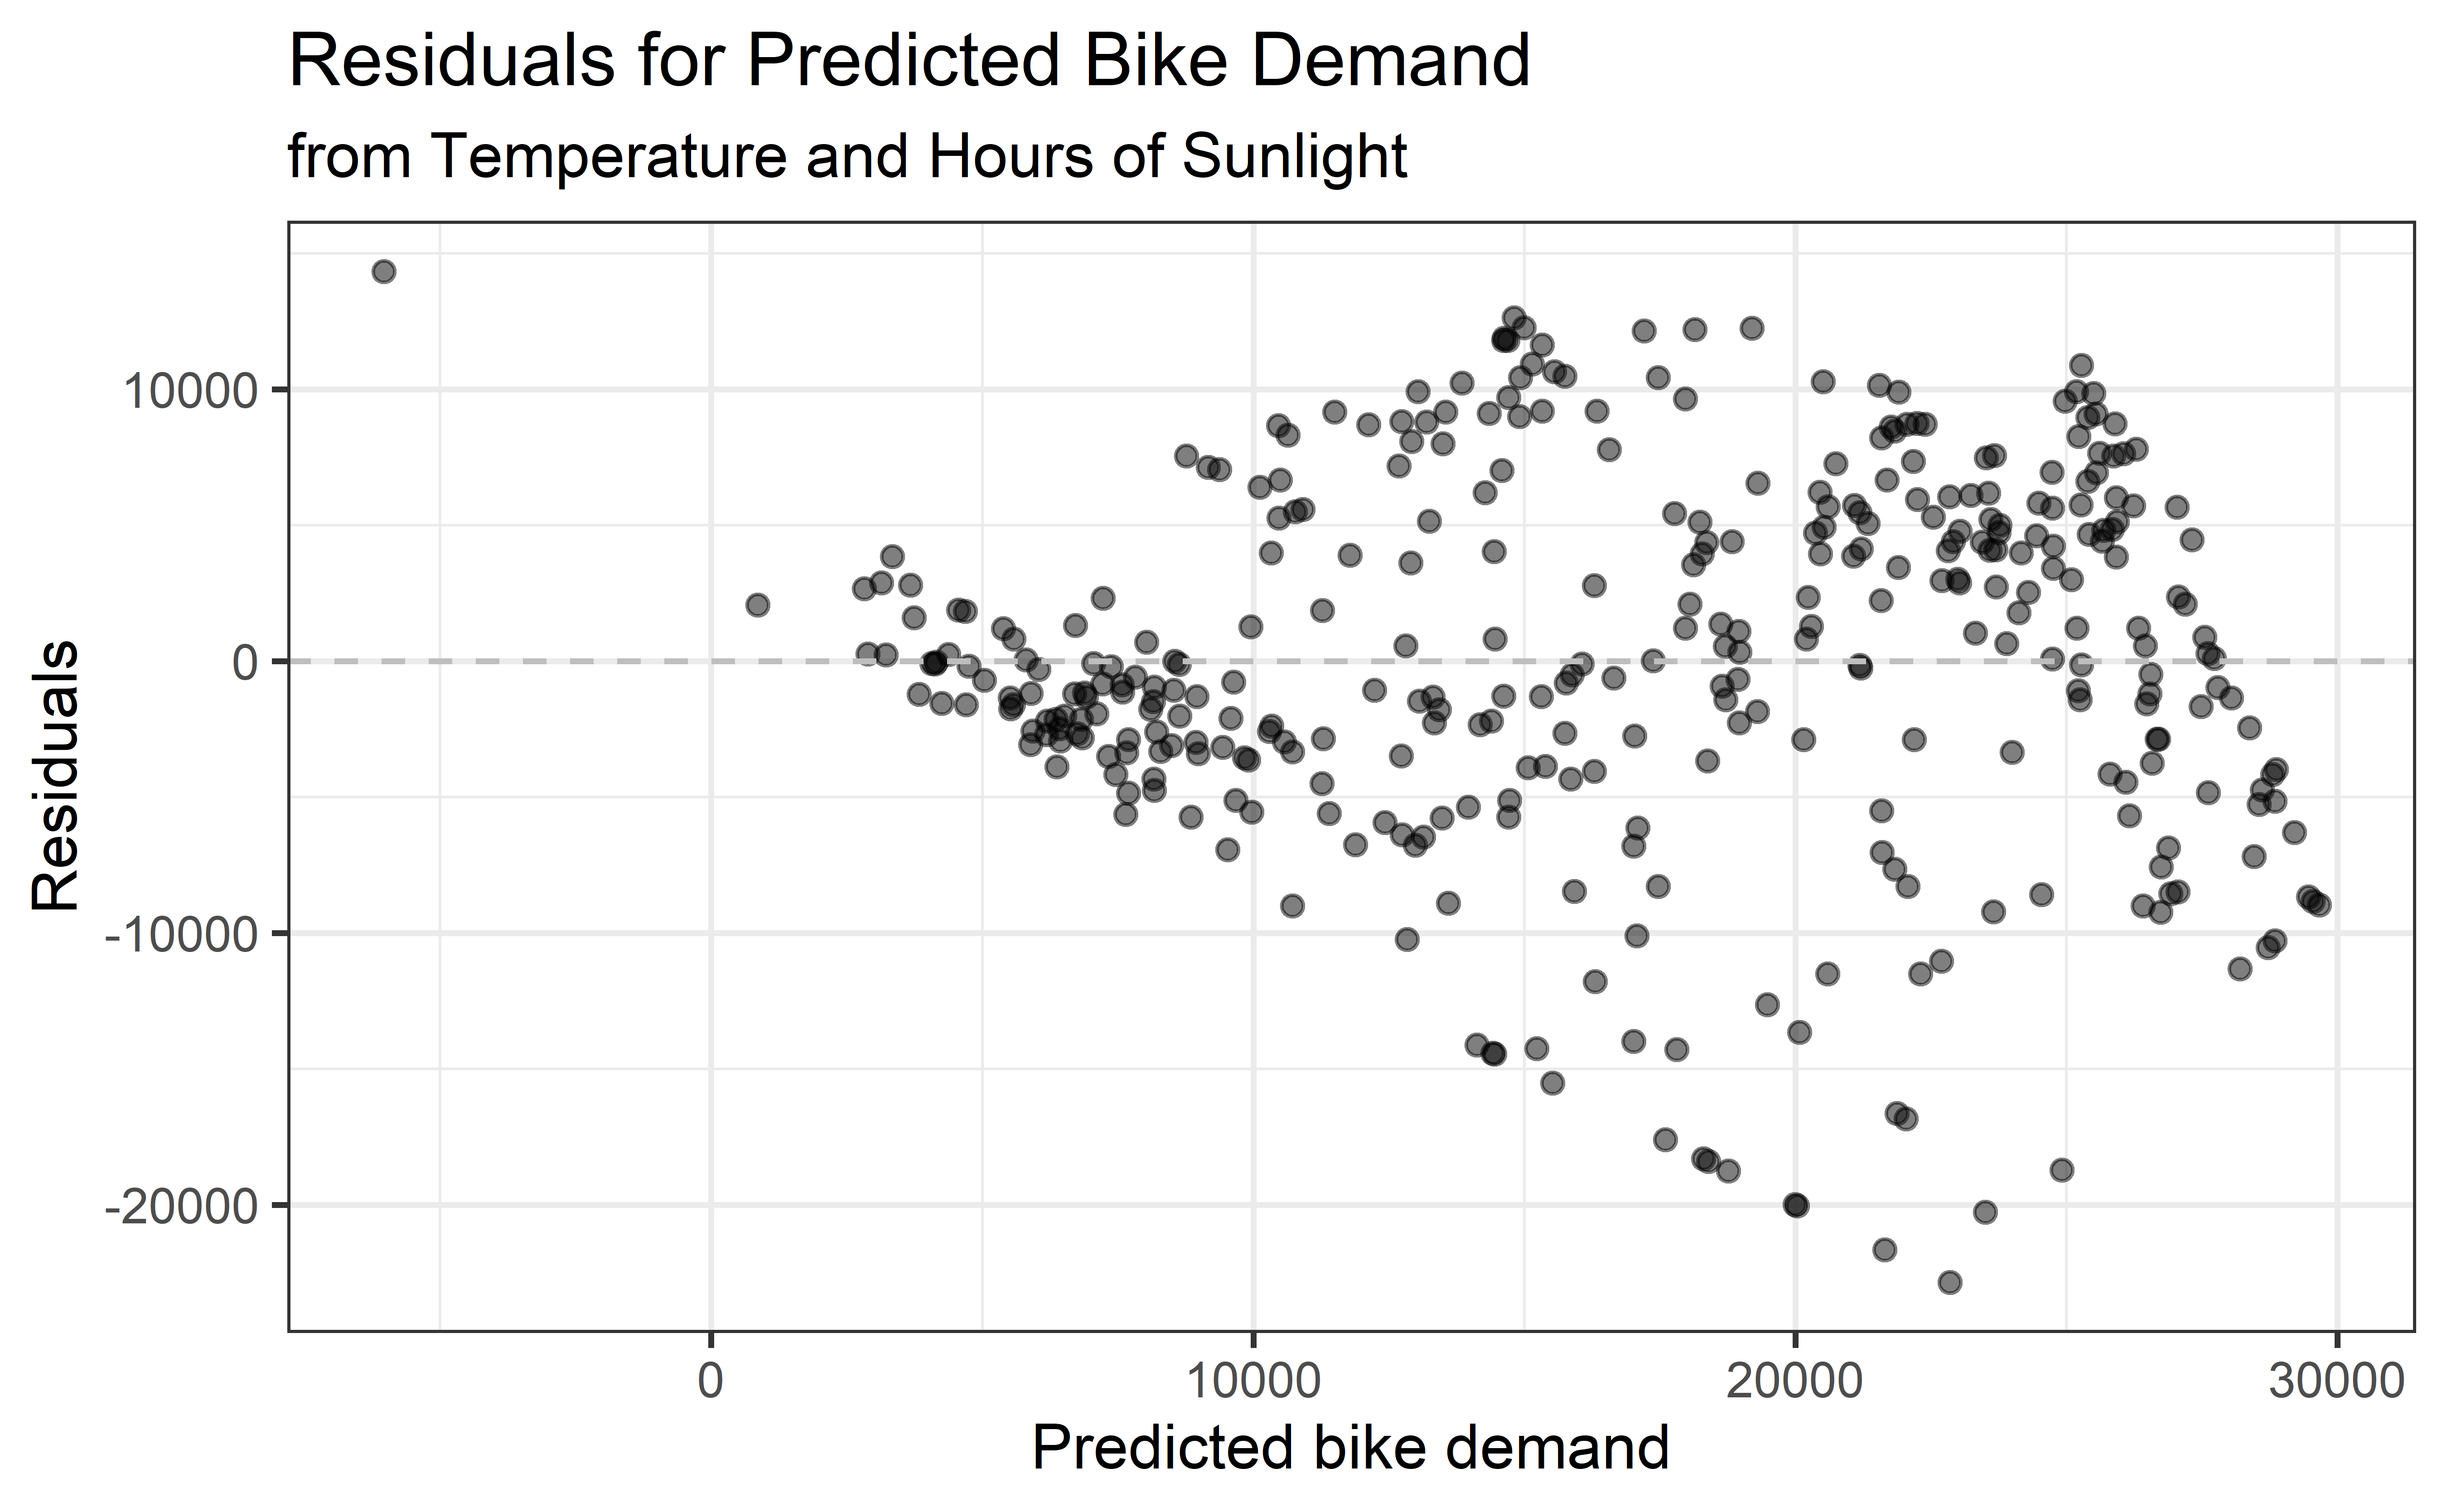 Residuals for Predicted Bike Demand
from Temperature and Hours of Sunlight
Residuals
10000
0
-10000
-20000
0 10000 20000 30000
Predicted bike demand